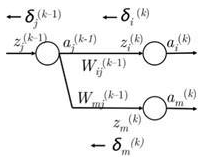 ← δ_j^(k−1) ← δ_i^(k)
z_j^(k−1) a_j^(k-1) z_i^(k) a_i^(k)
W_ij^(k−1)
W_mj^(k−1) a_m^(k)
z_m^(k)
← δ_m^(k)